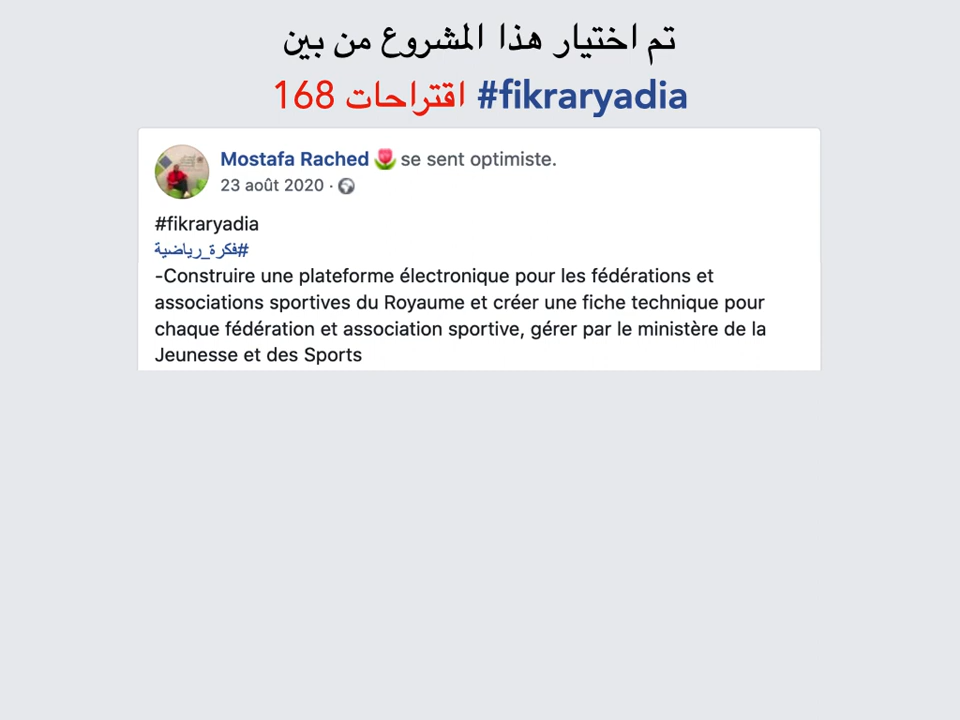 تم اختيار هذا المشروع من بين
#fikraryadia اقتراحات 168
Mostafa Rached 🌷 se sent optimiste.
23 août 2020 ·
#fikraryadia
#فكرة_رياضية
-Construire une plateforme électronique pour les fédérations et
associations sportives du Royaume et créer une fiche technique pour
chaque fédération et association sportive, gérer par le ministère de la
Jeunesse et des Sports